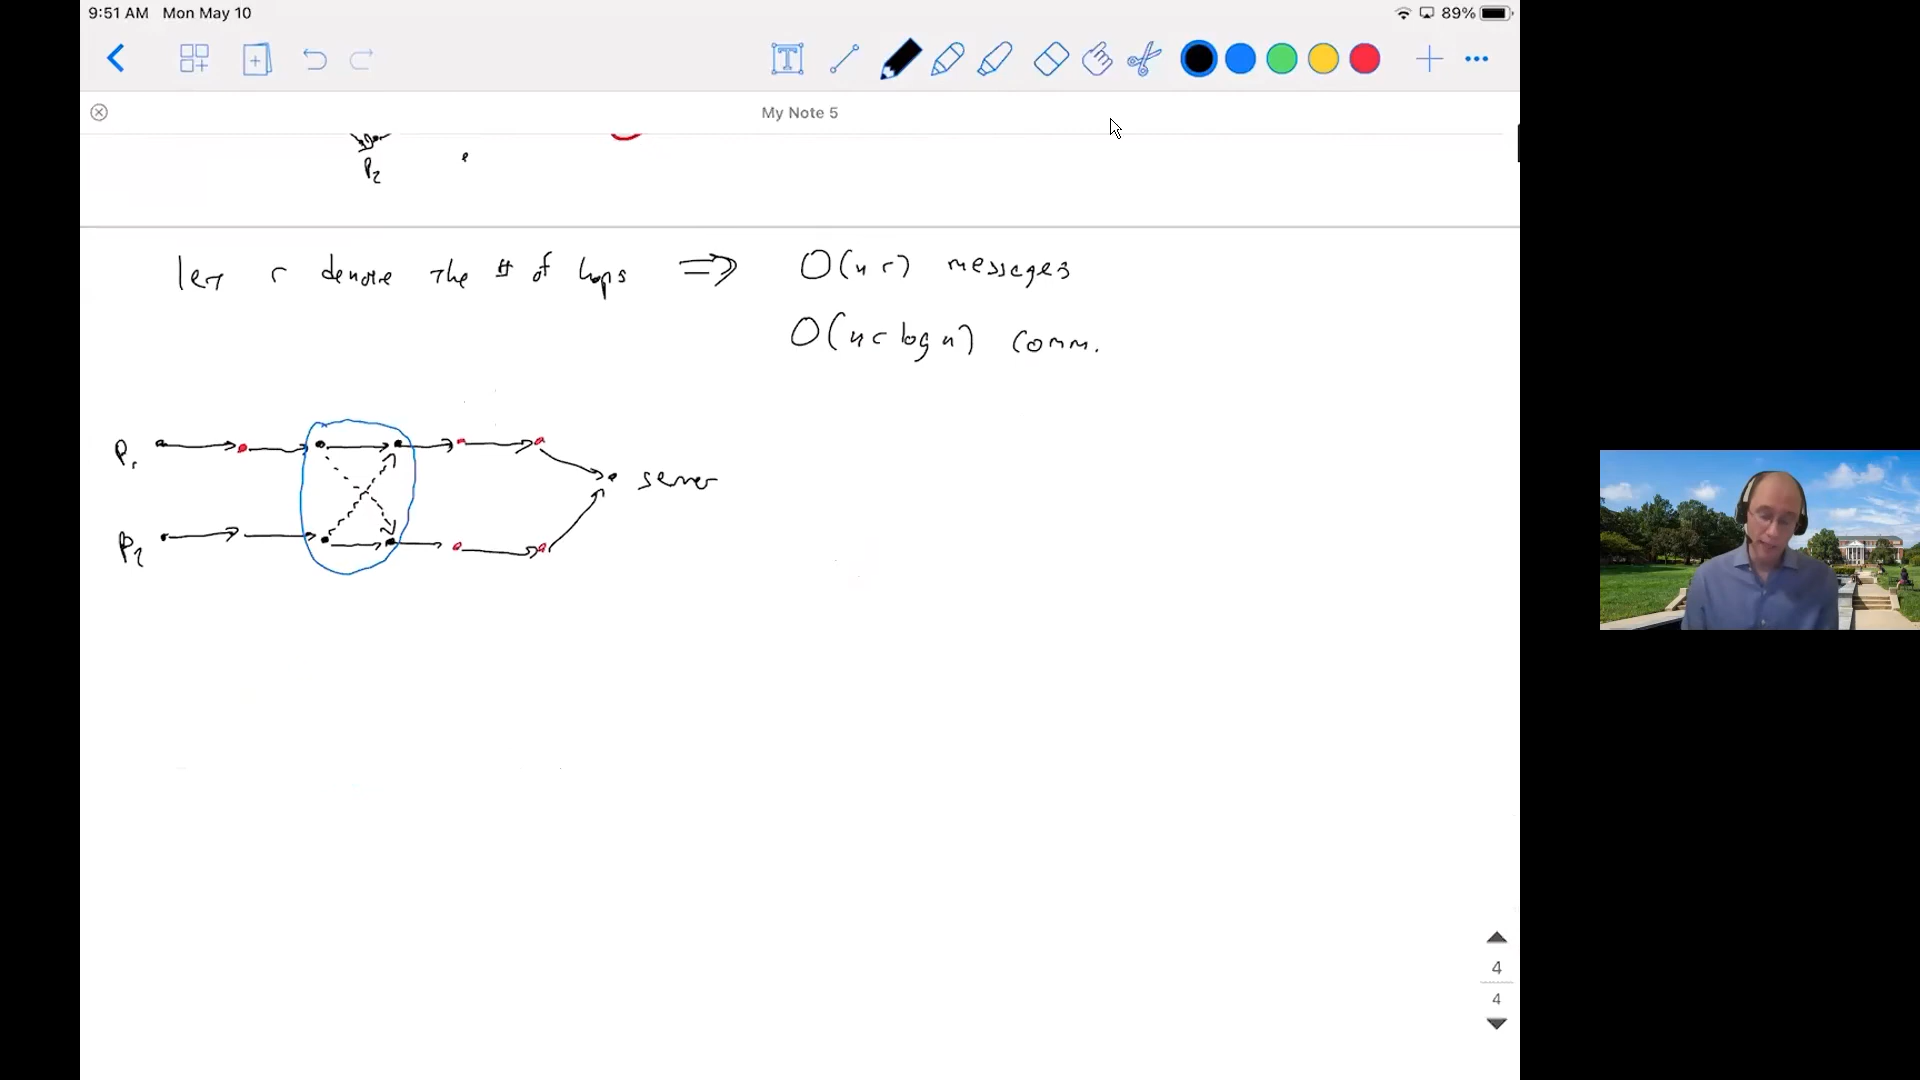 9:51 AM Mon May 10
89%
My Note 5
P2
let r denote the # of hops => O(nr) messages
O(nr log n) comm.
P1
server
P2
4
4